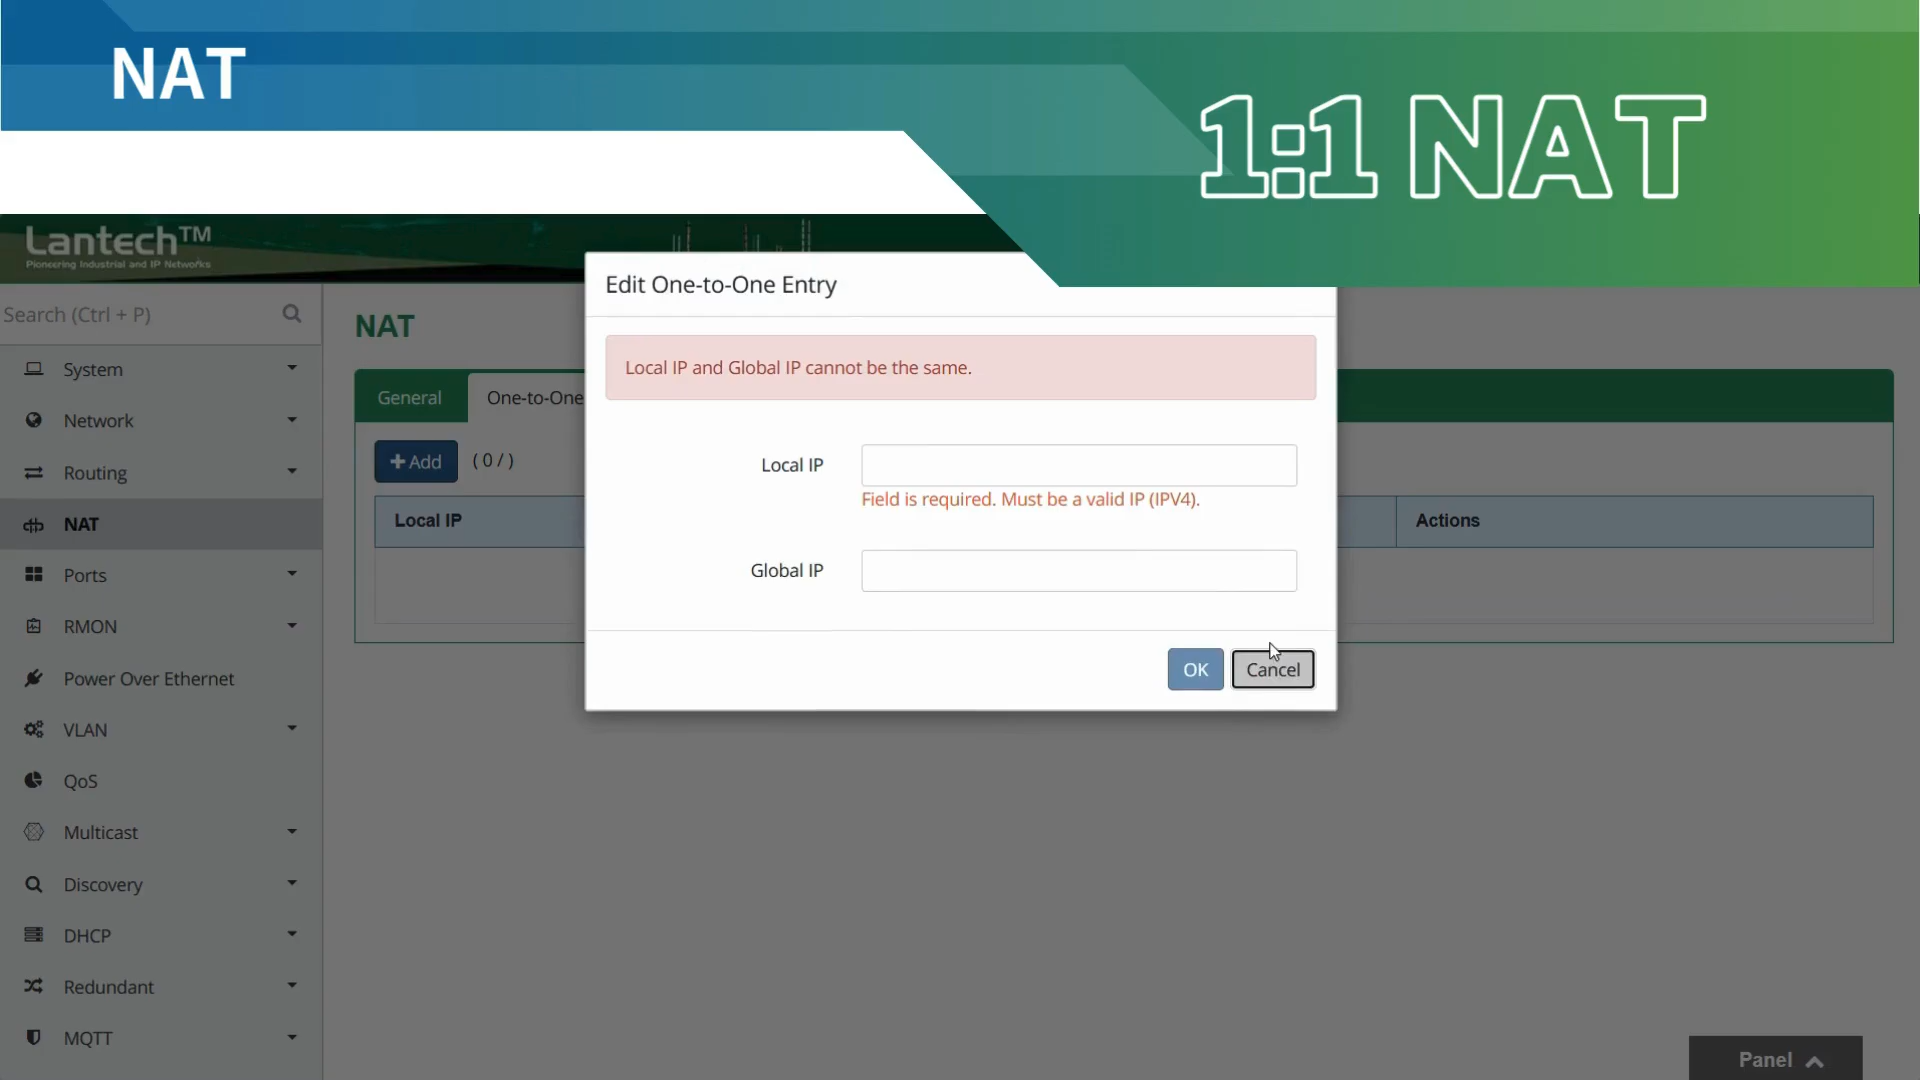 NAT
1:1 NAT
Lantech™
Pioneering Industrial and IP Networks
Search (Ctrl + P)
System
Network
Routing
NAT
Ports
RMON
Power Over Ethernet
VLAN
QoS
Multicast
Discovery
DHCP
Redundant
MQTT
NAT
General
One-to-One
Add
( 0 / )
Local IP
Actions
Edit One-to-One Entry
Local IP and Global IP cannot be the same.
Local IP
Field is required. Must be a valid IP (IPV4).
Global IP
OK
Cancel
Panel